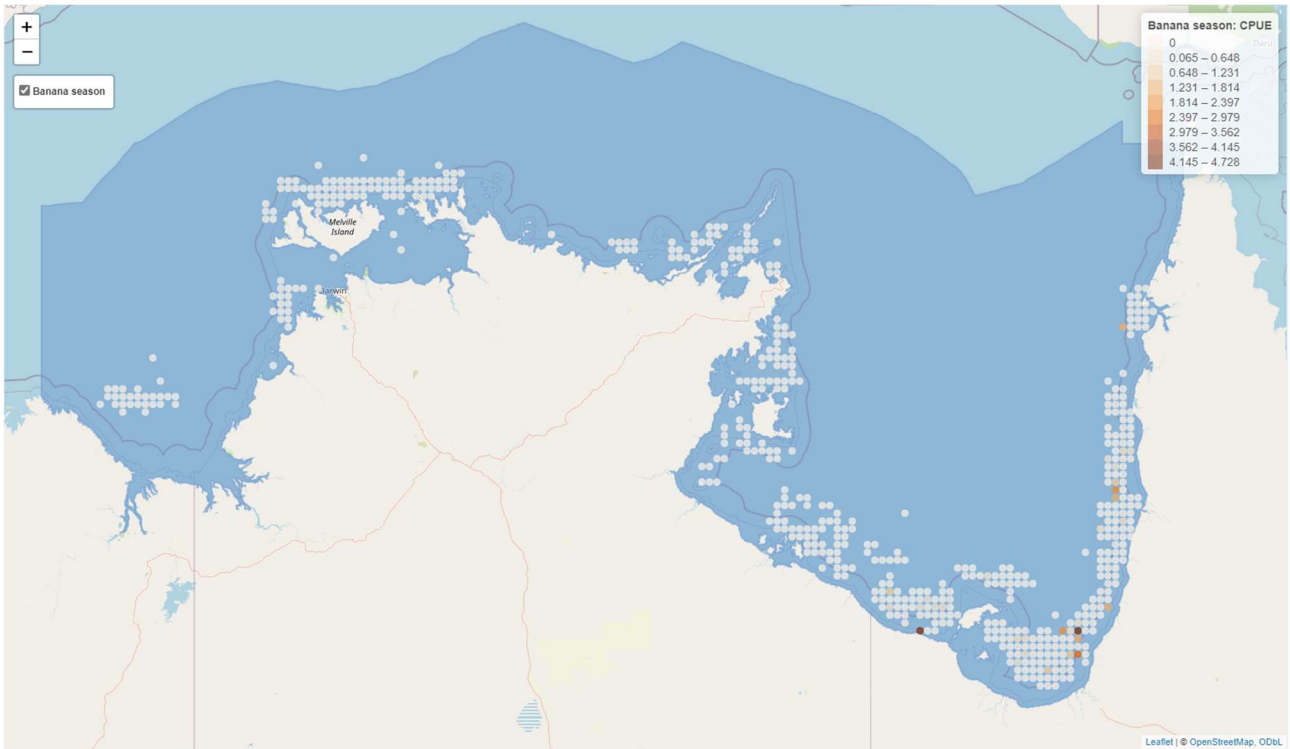 +
−
Banana season
Banana season: CPUE
0
0.065 – 0.648
0.648 – 1.231
1.231 – 1.814
1.814 – 2.397
2.397 – 2.979
2.979 – 3.562
3.562 – 4.145
4.145 – 4.728
Daru
Melville
Island
Darwin
Leaflet | © OpenStreetMap, ODbL